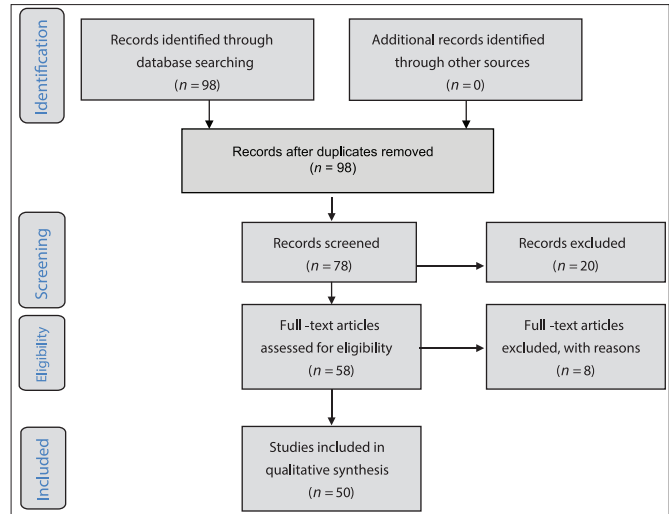 Identification
Records identified through
database searching
(n = 98)
Additional records identified
through other sources
(n = 0)
Records after duplicates removed
(n = 98)
Screening
Records screened
(n = 78)
Records excluded
(n = 20)
Eligibility
Full -text articles
assessed for eligibility
(n = 58)
Full -text articles
excluded, with reasons
(n = 8)
Included
Studies included in
qualitative synthesis
(n = 50)